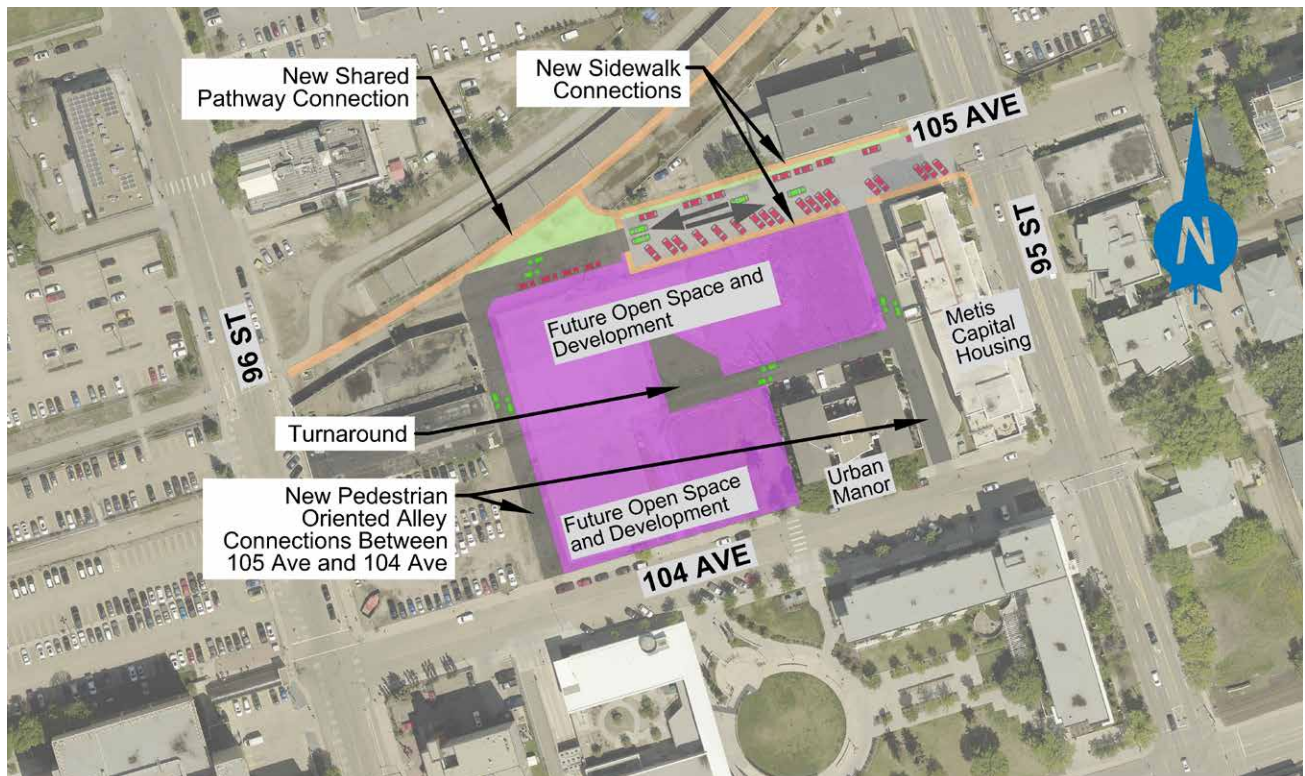 New Shared
Pathway Connection
New Sidewalk
Connections
105 AVE
N
95 ST
96 ST
Future Open Space and
Development
Metis
Capital
Housing
Turnaround
New Pedestrian
Oriented Alley
Connections Between
105 Ave and 104 Ave
Future Open Space
and Development
Urban
Manor
104 AVE